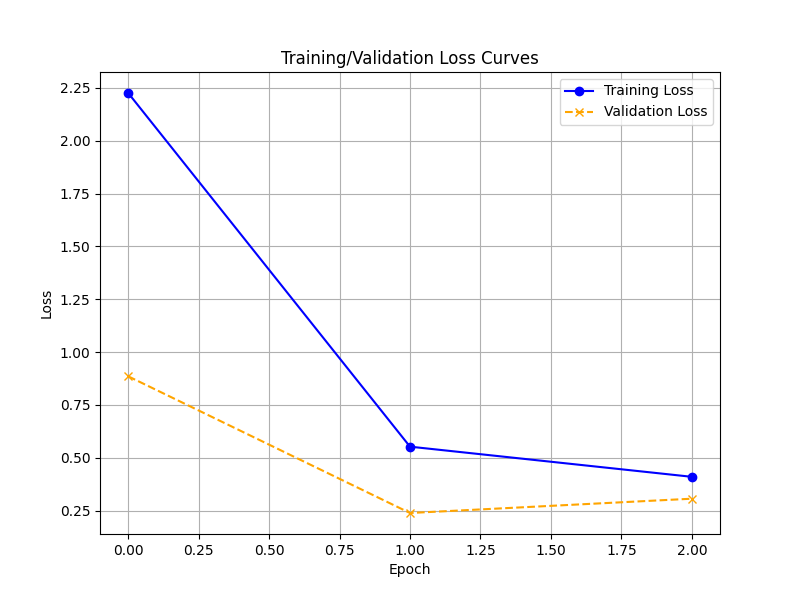 Training/Validation Loss Curves
Training Loss
Validation Loss
2.25
2.00
1.75
1.50
1.25
1.00
0.75
0.50
0.25
Loss
0.00 0.25 0.50 0.75 1.00 1.25 1.50 1.75 2.00
Epoch